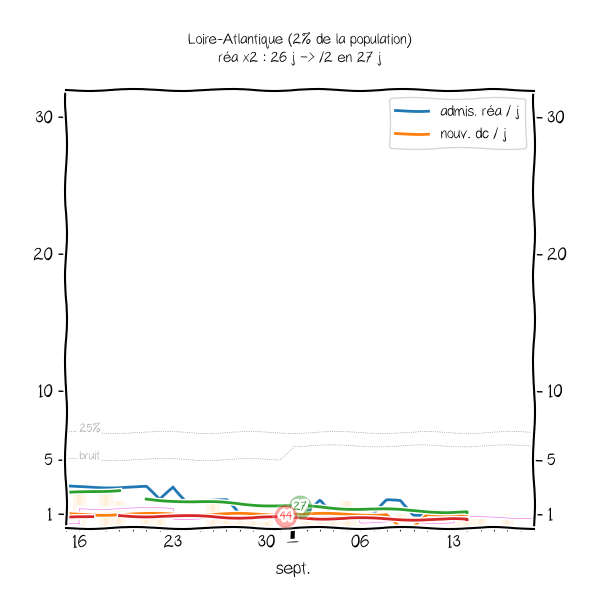 Loire-Atlantique (2% de la population)
réa x2 : 26 j -> /2 en 27 j
admis. réa / j
nouv. dc / j
30 30
20 20
10 10
25%
5 bruit 5
27
1 44 1
16 23 30 06 13
sept.